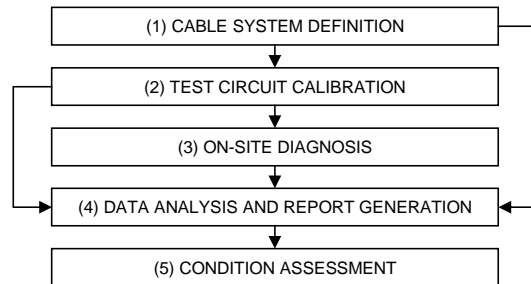 (1) CABLE SYSTEM DEFINITION
(2) TEST CIRCUIT CALIBRATION
(3) ON-SITE DIAGNOSIS
(4) DATA ANALYSIS AND REPORT GENERATION
(5) CONDITION ASSESSMENT